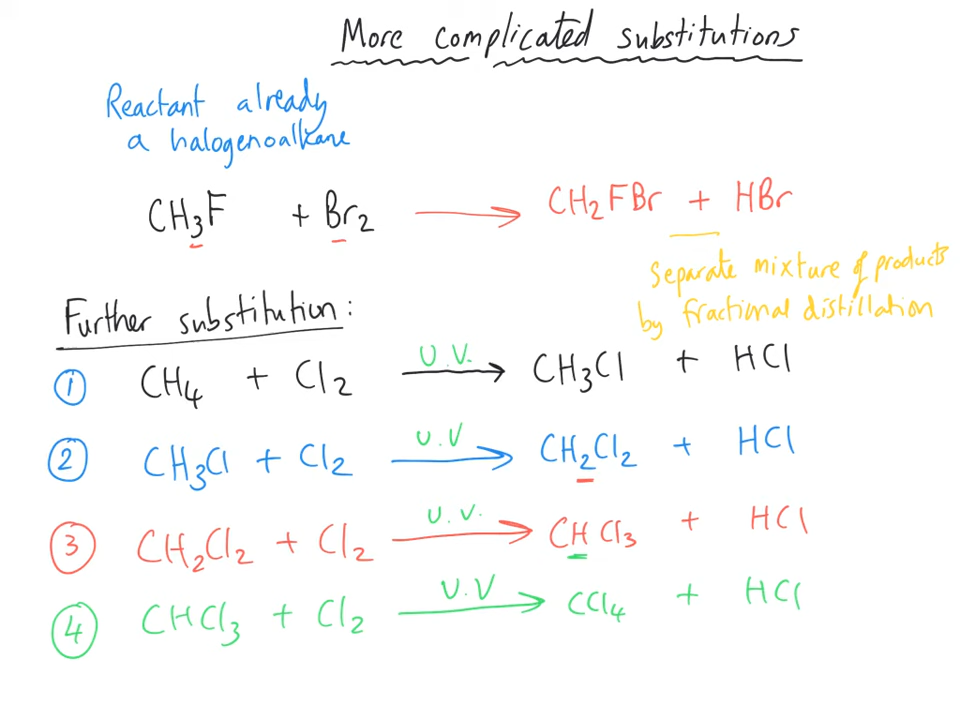 More complicated substitutions
Reactant already
a halogenoalkane
CH₃F + Br₂ → CH₂FBr + HBr
Separate mixture of products
by fractional distillation
Further substitution:
① CH₄ + Cl₂ U.V. → CH₃Cl + HCl
② CH₃Cl + Cl₂ U.V → CH₂Cl₂ + HCl
③ CH₂Cl₂ + Cl₂ U.V. → CHCl₃ + HCl
④ CHCl₃ + Cl₂ U.V → CCl₄ + HCl